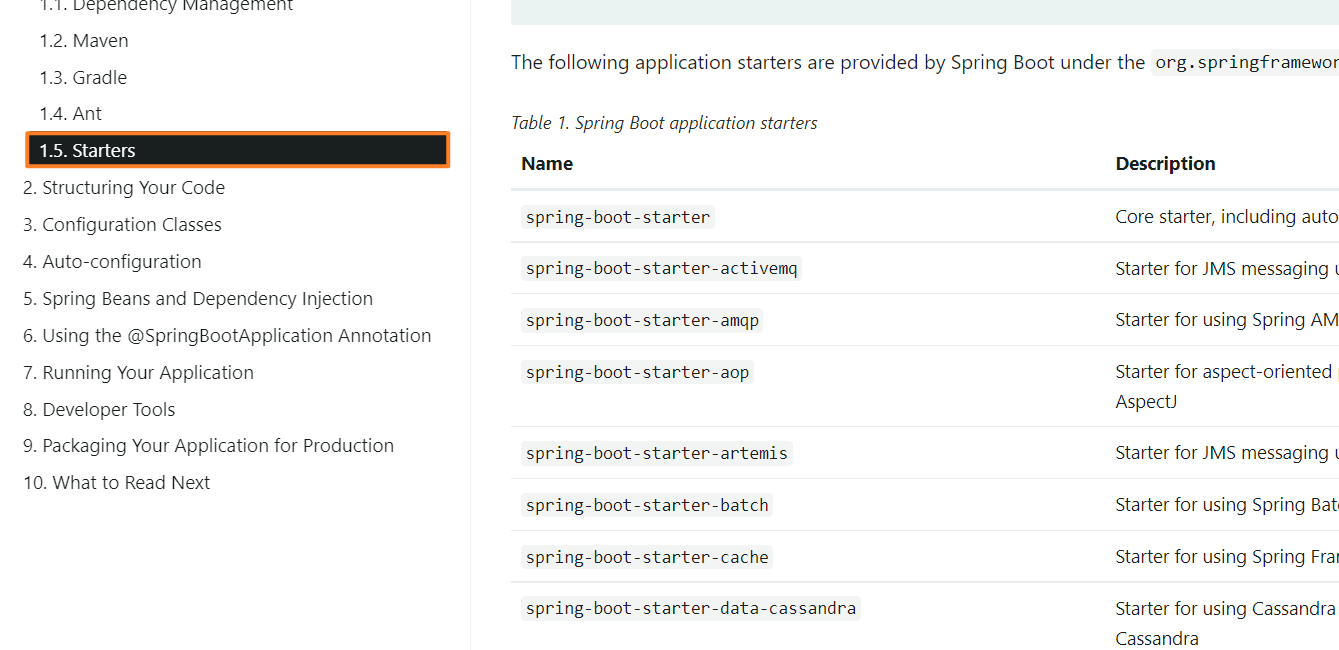 1.1. Dependency Management
1.2. Maven
1.3. Gradle
1.4. Ant
1.5. Starters
2. Structuring Your Code
3. Configuration Classes
4. Auto-configuration
5. Spring Beans and Dependency Injection
6. Using the @SpringBootApplication Annotation
7. Running Your Application
8. Developer Tools
9. Packaging Your Application for Production
10. What to Read Next
The following application starters are provided by Spring Boot under the
Table 1. Spring Boot application starters
Name Description
spring-boot-starter Core starter, including
spring-boot-starter-activemq Starter for JMS messaging
spring-boot-starter-amqp Starter for using Spring
spring-boot-starter-aop Starter for aspect-oriented
AspectJ
spring-boot-starter-artemis Starter for JMS messaging
spring-boot-starter-batch Starter for using Spring
spring-boot-starter-cache Starter for using Spring
spring-boot-starter-data-cassandra Starter for using Cassandra
Cassandra